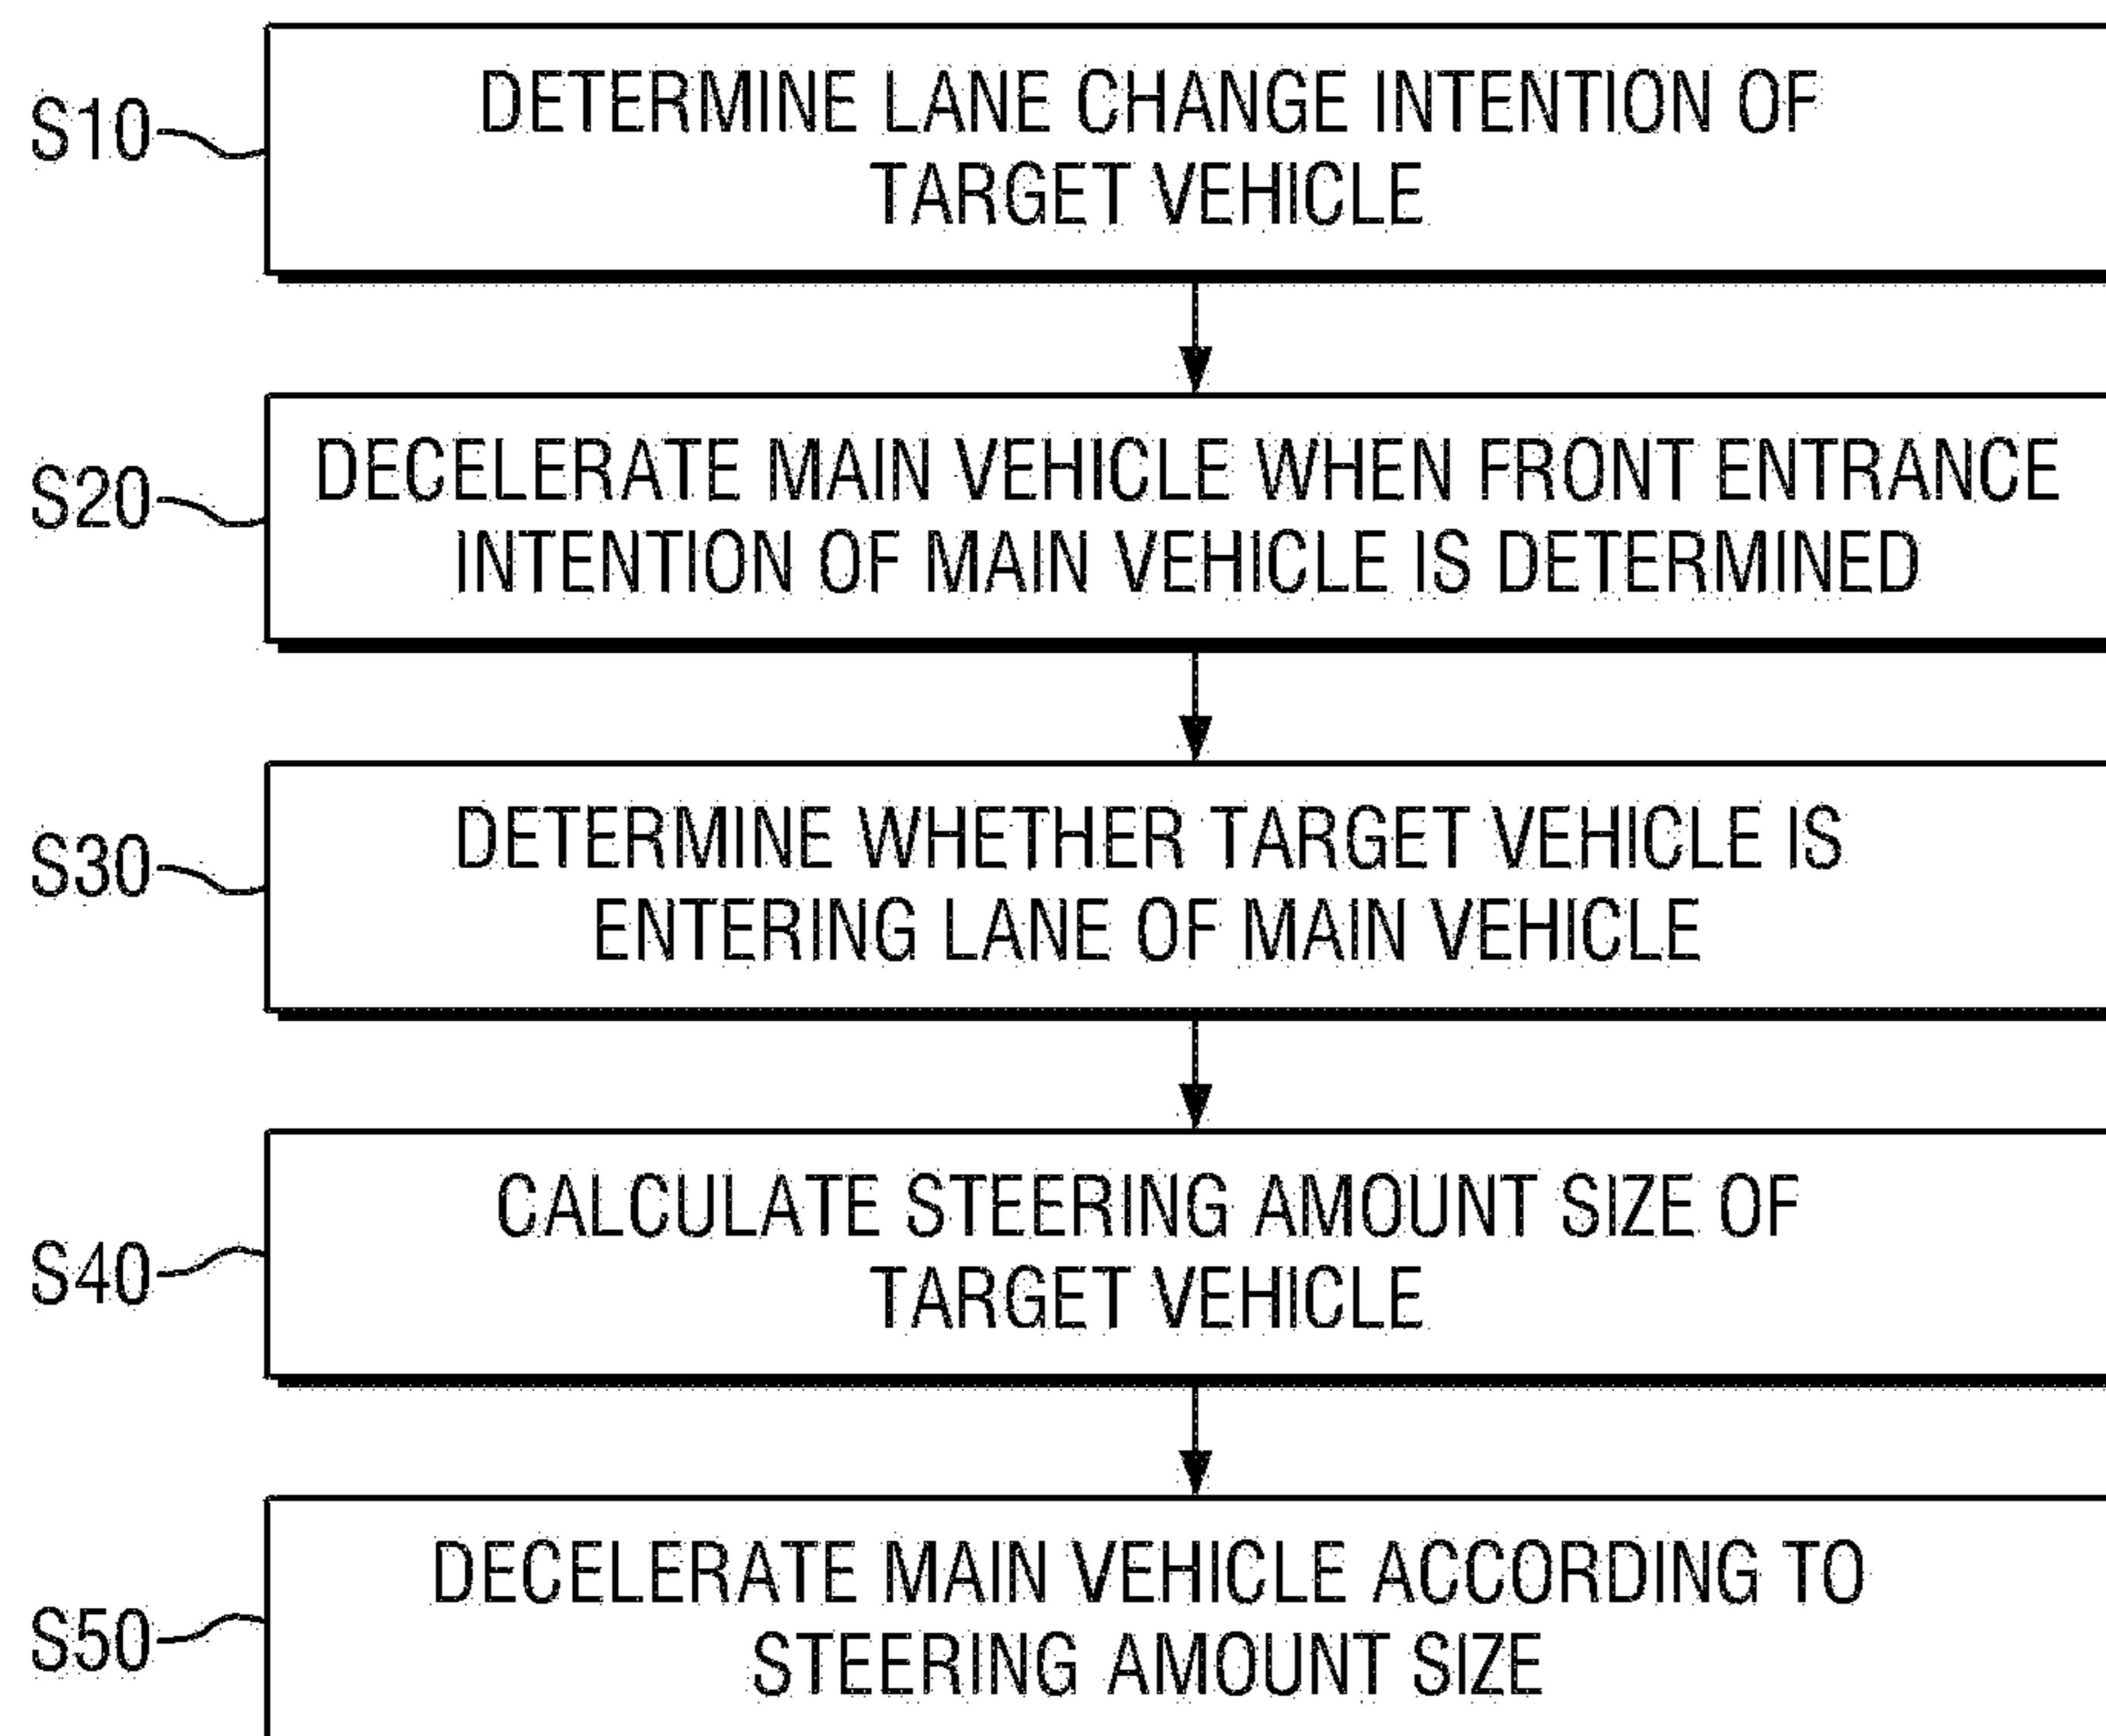 S10
DETERMINE LANE CHANGE INTENTION OF
TARGET VEHICLE
S20
DECELERATE MAIN VEHICLE WHEN FRONT ENTRANCE
INTENTION OF MAIN VEHICLE IS DETERMINED
S30
DETERMINE WHETHER TARGET VEHICLE IS
ENTERING LANE OF MAIN VEHICLE
S40
CALCULATE STEERING AMOUNT SIZE OF
TARGET VEHICLE
S50
DECELERATE MAIN VEHICLE ACCORDING TO
STEERING AMOUNT SIZE